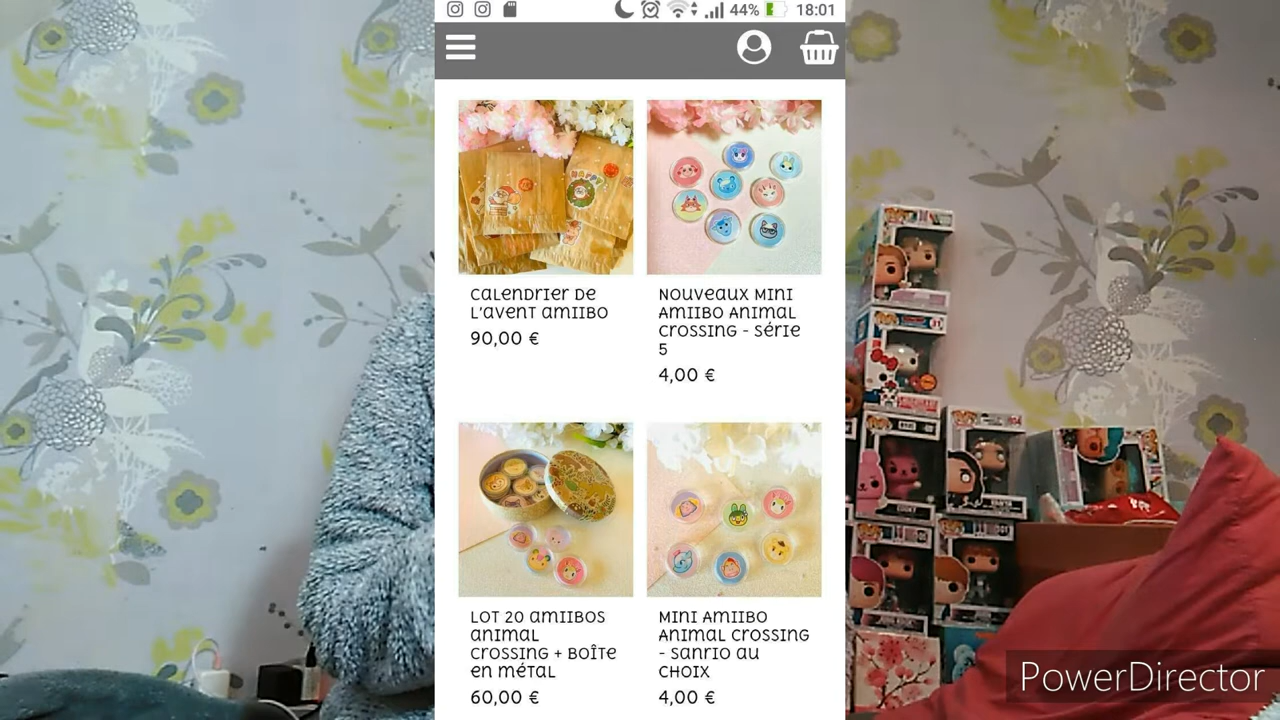 44% 18:01
Calendrier de
l'avent amiibo
90,00 €
Nouveaux mini
amiibo Animal
Crossing - Série
5
4,00 €
Lot 20 amiibos
Animal
Crossing + boîte
en métal
60,00 €
Mini amiibo
Animal Crossing
- Sanrio au
choix
4,00 €
PowerDirector